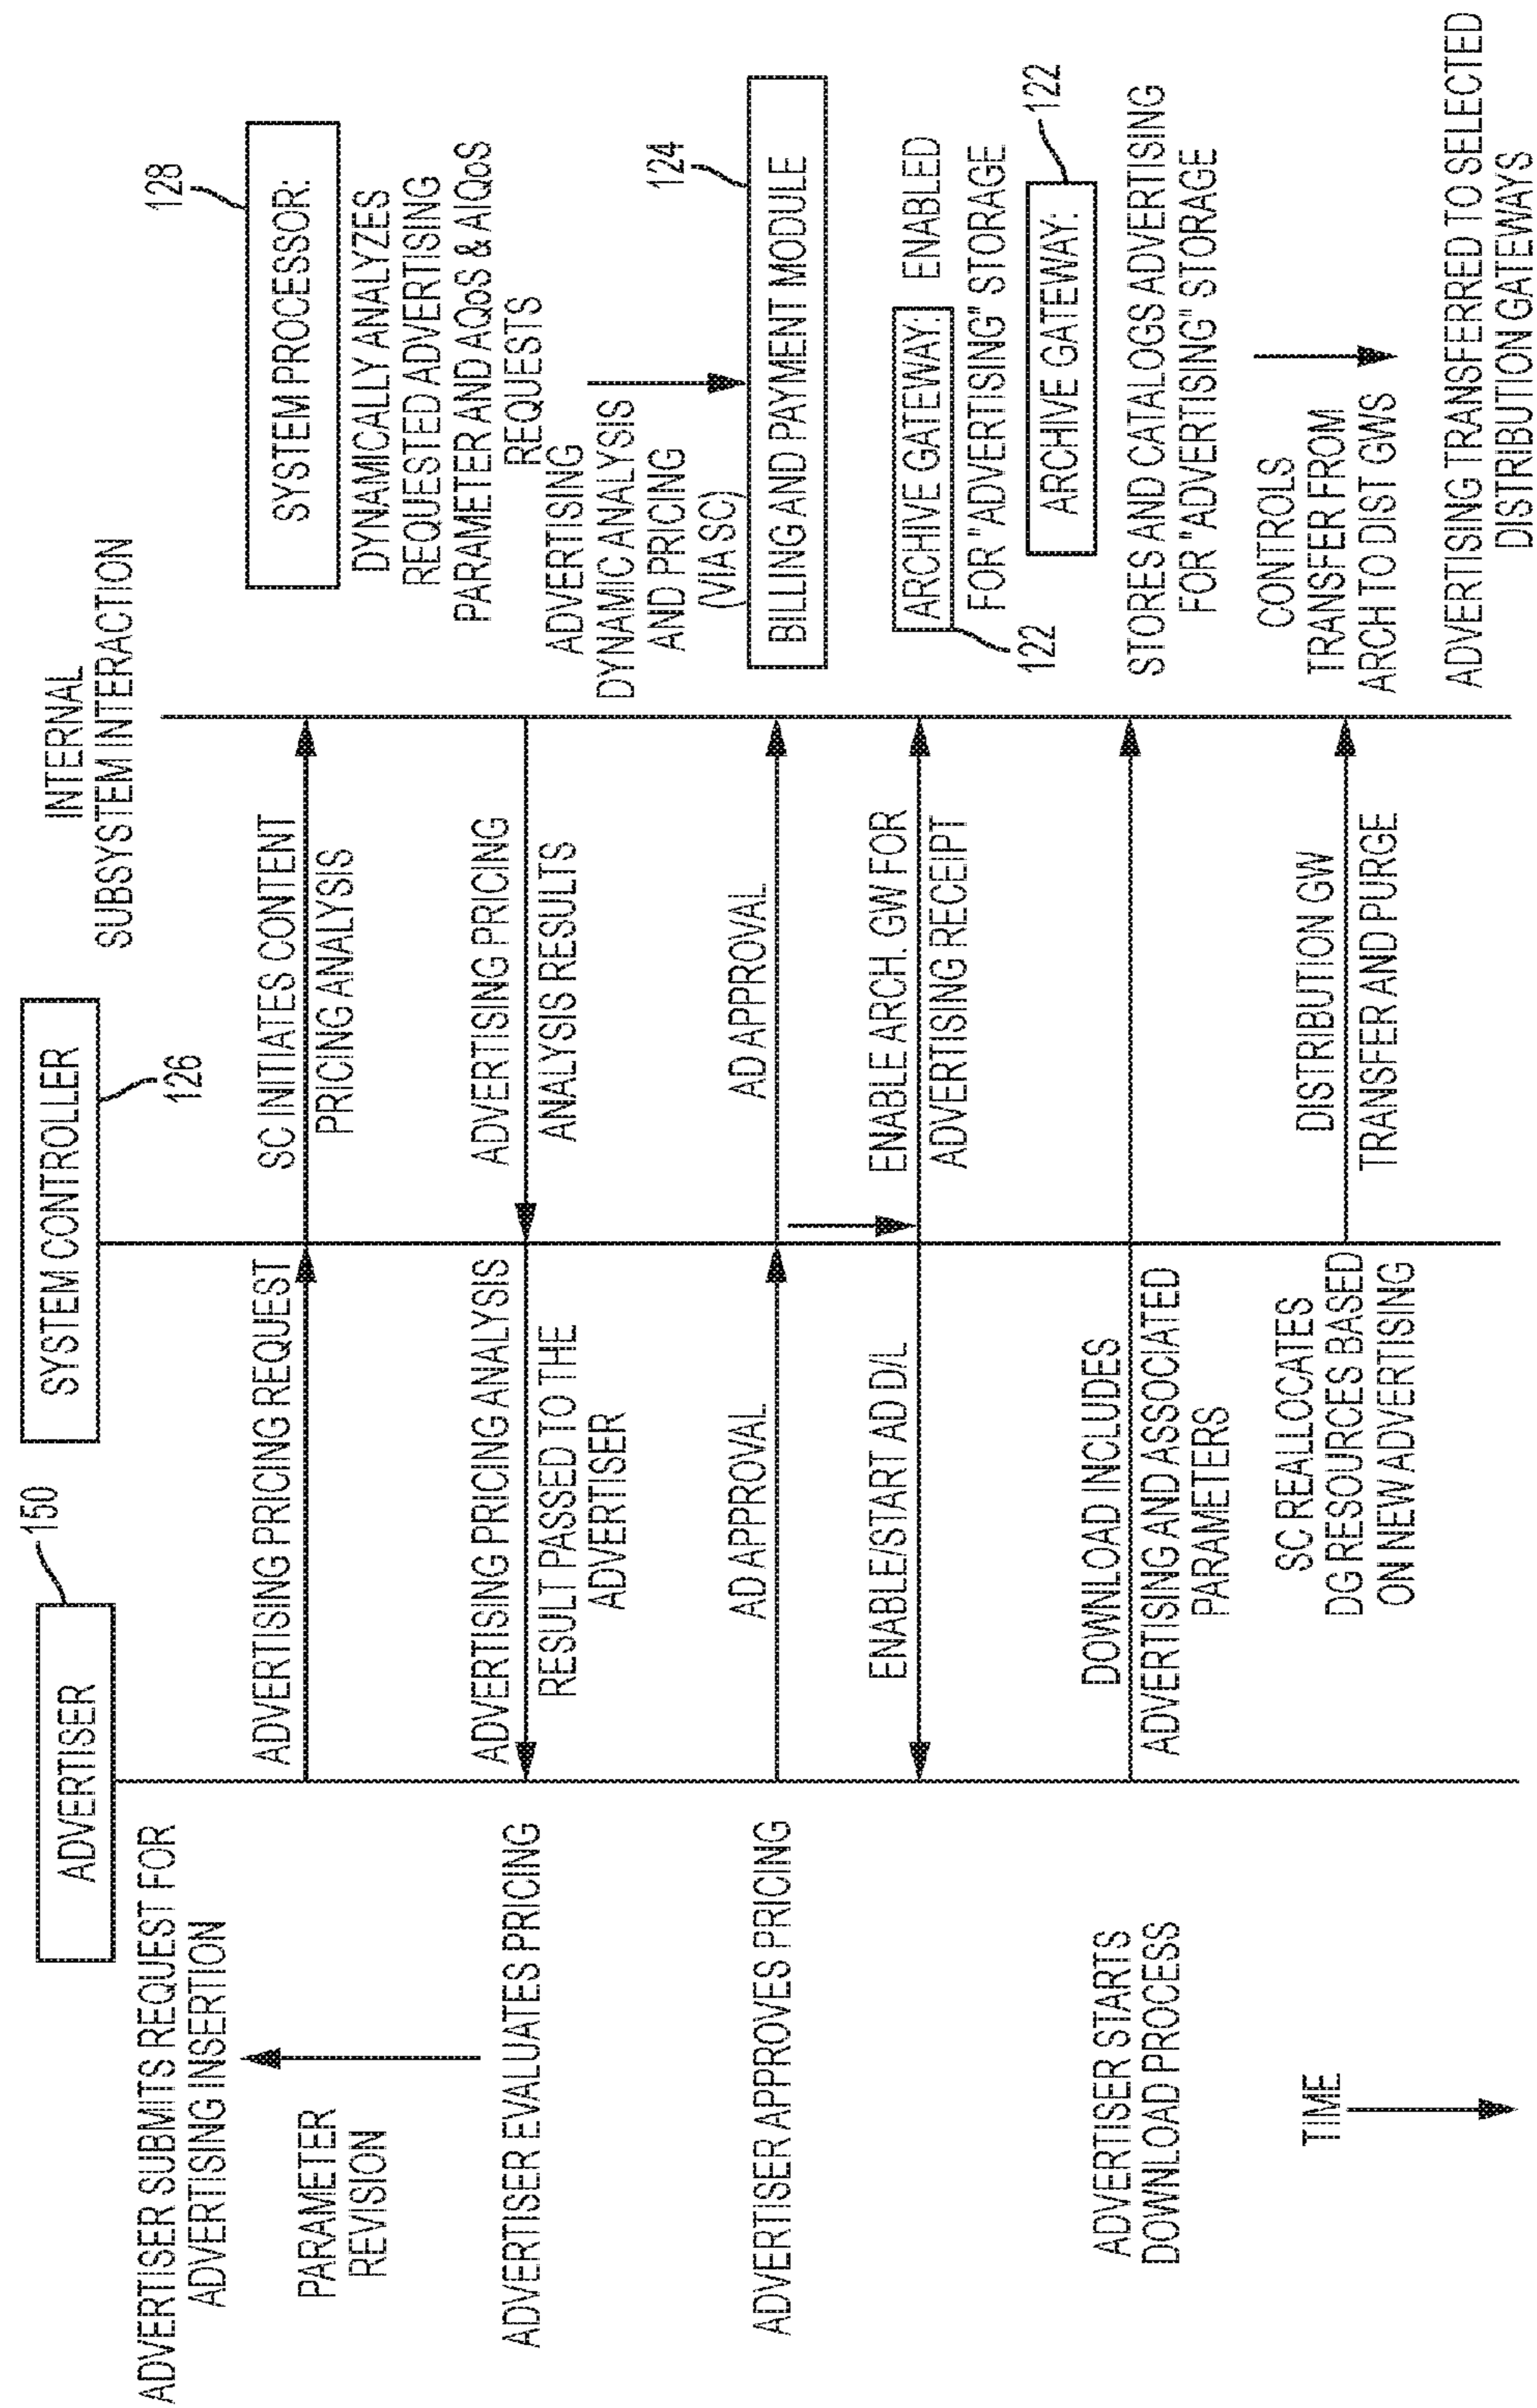 ADVERTISER
150
SYSTEM CONTROLLER
126
INTERNAL
SUBSYSTEM INTERACTION
ADVERTISER SUBMITS REQUEST FOR
ADVERTISING INSERTION
PARAMETER
REVISION
ADVERTISER EVALUATES PRICING
ADVERTISER APPROVES PRICING
ADVERTISER STARTS
DOWNLOAD PROCESS
TIME
ADVERTISING PRICING REQUEST
ADVERTISING PRICING ANALYSIS
RESULT PASSED TO THE
ADVERTISER
AD APPROVAL
ENABLE/START AD D/L
DOWNLOAD INCLUDES
ADVERTISING AND ASSOCIATED
PARAMETERS
SC REALLOCATES
DG RESOURCES BASED
ON NEW ADVERTISING
SC INITIATES CONTENT
PRICING ANALYSIS
ADVERTISING PRICING
ANALYSIS RESULTS
AD APPROVAL
ENABLE ARCH. GW FOR
ADVERTISING RECEIPT
DISTRIBUTION GW
TRANSFER AND PURGE
128
SYSTEM PROCESSOR:
DYNAMICALLY ANALYZES
REQUESTED ADVERTISING
PARAMETER AND AQoS & AIQoS
REQUESTS
ADVERTISING
DYNAMIC ANALYSIS
AND PRICING
(VIA SC)
124
BILLING AND PAYMENT MODULE
ARCHIVE GATEWAY: ENABLED
FOR "ADVERTISING" STORAGE
122
ARCHIVE GATEWAY:
122
STORES AND CATALOGS ADVERTISING
FOR "ADVERTISING" STORAGE
CONTROLS
TRANSFER FROM
ARCH TO DIST GWS
ADVERTISING TRANSFERRED TO SELECTED
DISTRIBUTION GATEWAYS